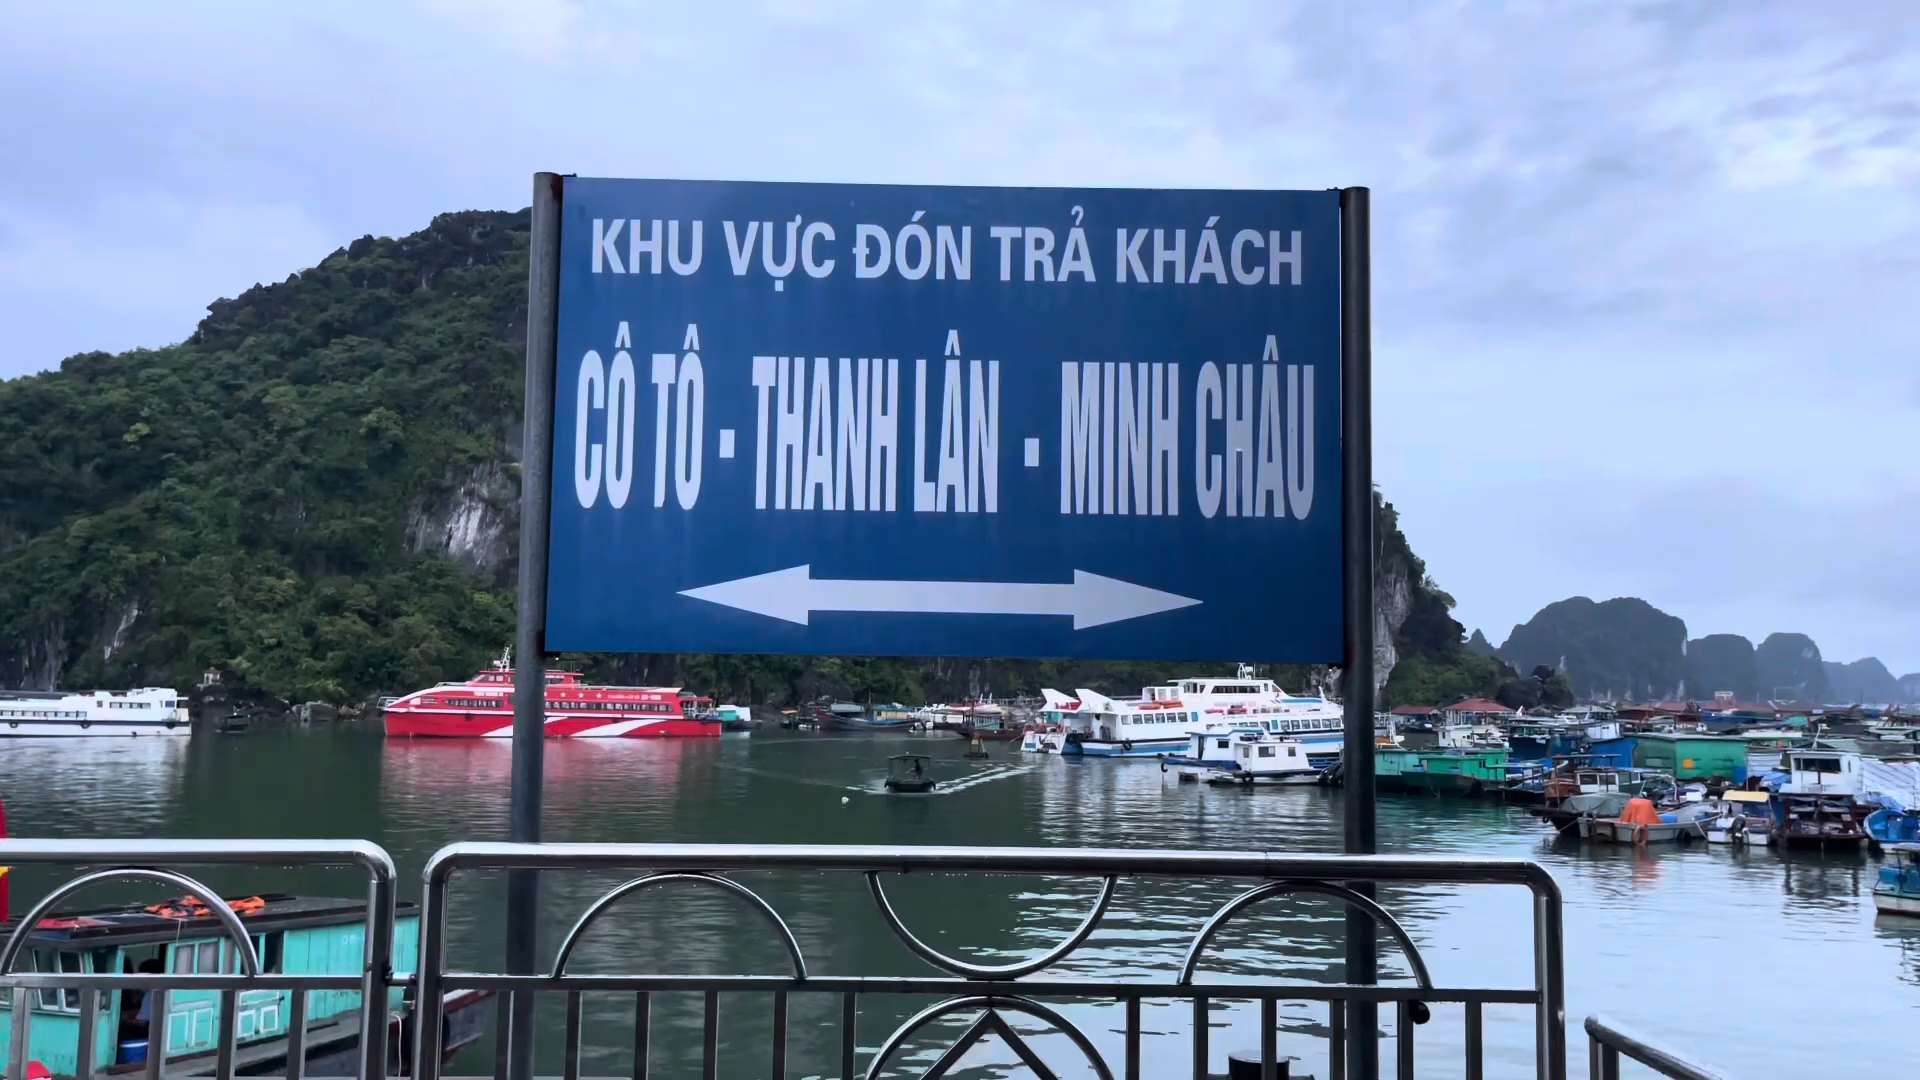 KHU VỰC ĐÓN TRẢ KHÁCH
CÔ TÔ - THANH LÂN - MINH CHÂU